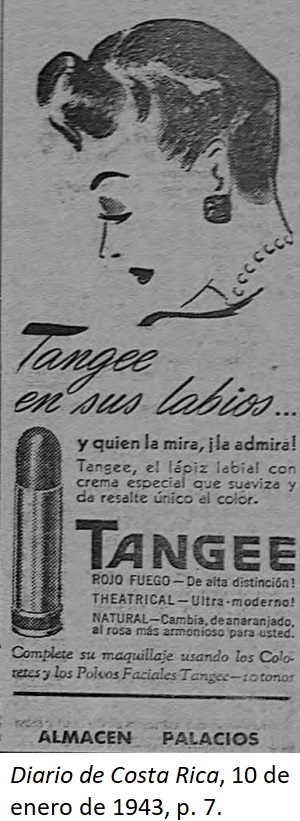 Tangee
en sus labios...
y quien la mira, ¡la admira!
Tangee, el lápiz labial con
crema especial que suaviza y
da resalte único al color.
TANGEE
ROJO FUEGO—De alta distinción!
THEATRICAL—Ultra-moderno!
NATURAL—Cambia, de anaranjado,
al rosa más armonioso para usted.
Complete su maquillaje usando los Colo-
retes y los Polvos Faciales Tangee—10 tonos
ALMACEN PALACIOS
Diario de Costa Rica, 10 de
enero de 1943, p. 7.